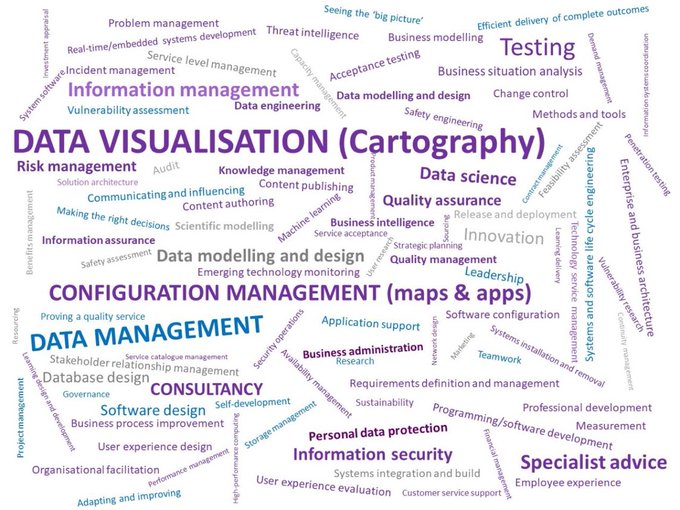 Investment appraisal
Problem management
Seeing the 'big picture'
Efficient delivery of complete outcomes
Real-time/embedded systems development
Threat intelligence
Business modelling
Testing
Demand management
Information systems coordination
System software
Incident management
Service level management
Capacity management
Acceptance testing
Business situation analysis
Information management
Data modelling and design
Change control
Vulnerability assessment
Data engineering
Safety engineering
Methods and tools
DATA VISUALISATION (Cartography)
Feasibility assessment
Penetration testing
Risk management
Audit
Knowledge management
Product management
Data science
Contract management
Solution architecture
Content publishing
Communicating and influencing
Quality assurance
Systems and software life cycle engineering
Enterprise and business architecture
Benefits management
Making the right decisions
Content authoring
Machine learning
Business intelligence
Release and deployment
Scientific modelling
Service acceptance
Sourcing
Innovation
Learning delivery
Technology service management
Information assurance
User research
Strategic planning
Safety assessment
Data modelling and design
Quality management
Vulnerability research
Emerging technology monitoring
Leadership
CONFIGURATION MANAGEMENT (maps & apps)
Resourcing
Proving a quality service
Security operations
Application support
Software configuration
Continuity management
DATA MANAGEMENT
Network design
Marketing
Systems installation and removal
Learning design and development
Stakeholder relationship management
Service catalogue management
Availability management
Business administration
Research
Teamwork
Database design
Governance
CONSULTANCY
Requirements definition and management
Project management
Software design
Self-development
Storage management
Sustainability
Programming/software development
Professional development
Business process improvement
High-performance computing
Personal data protection
Measurement
User experience design
Performance management
Information security
Financial management
Organisational facilitation
Systems integration and build
Specialist advice
User experience evaluation
Customer service support
Employee experience
Adapting and improving